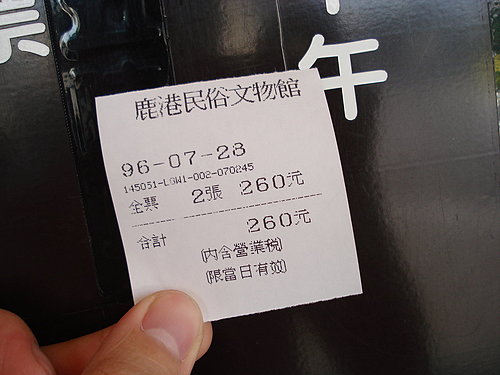 票
午
鹿港民俗文物館
96-07-28
145051-LGW1-002-070245
全票 2張 260元
合計 260元
(內含營業稅)
(限當日有效)